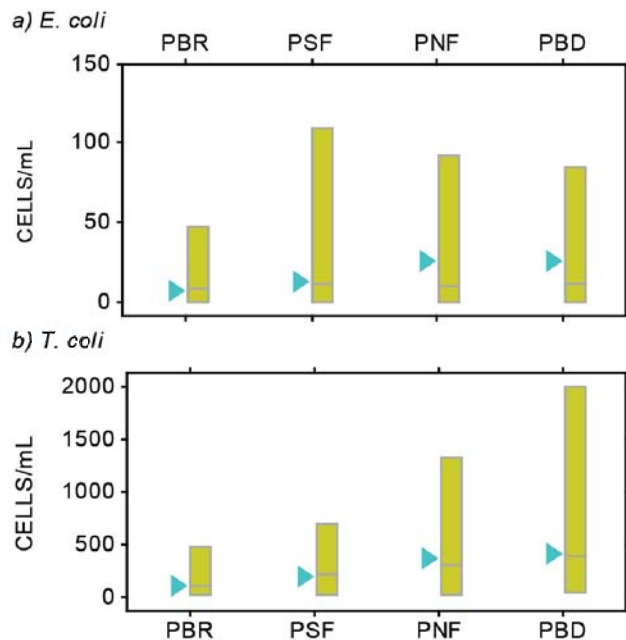 a) E. coli
PBR PSF PNF PBD
150
100
50
0
CELLS/mL
b) T. coli
2000
1500
1000
500
0
CELLS/mL
PBR PSF PNF PBD